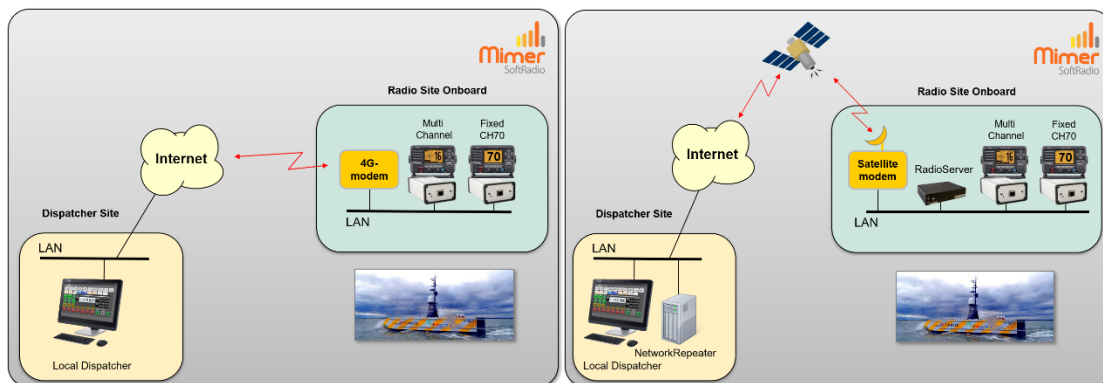 Mimer
SoftRadio
Radio Site Onboard
Multi
Channel
Fixed
CH70
16
70
4G-
modem
Internet
LAN
Dispatcher Site
LAN
Local Dispatcher
Mimer
SoftRadio
Radio Site Onboard
Multi
Channel
Fixed
CH70
16
70
Satellite
modem
RadioServer
Internet
LAN
Dispatcher Site
LAN
NetworkRepeater
Local Dispatcher